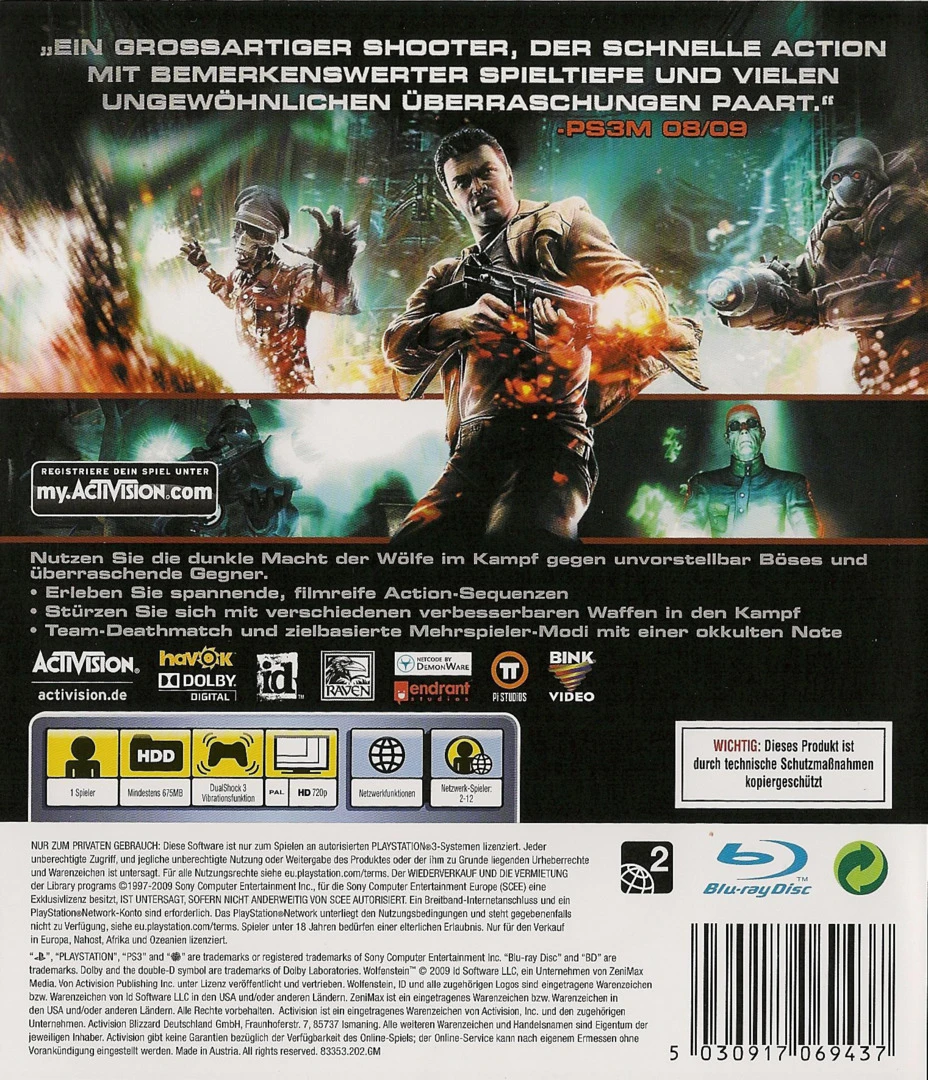 „EIN GROSSARTIGER SHOOTER, DER SCHNELLE ACTION
MIT BEMERKENSWERTER SPIELTIEFE UND VIELEN
UNGEWÖHNLICHEN ÜBERRASCHUNGEN PAART.“
-PS3M 08/09
REGISTRIERE DEIN SPIEL UNTER
my.ACTIVISION.com
Nutzen Sie die dunkle Macht der Wölfe im Kampf gegen unvorstellbar Böses und
überraschende Gegner.
• Erleben Sie spannende, filmreife Action-Sequenzen
• Stürzen Sie sich mit verschiedenen verbesserbaren Waffen in den Kampf
• Team-Deathmatch und zielbasierte Mehrspieler-Modi mit einer okkulten Note
ACTIVISION®
activision.de
havOk
DOLBY
DIGITAL
id™
RAVEN
NETCODE BY
DEMONWARE
endrant
studios
PI STUDIOS
BINK
VIDEO
HDD
1 Spieler
Mindestens 675MB
DualShock 3
Vibrationsfunktion
PAL
HD 720p
Netzwerkfunktionen
Netzwerk-Spieler:
2-12
WICHTIG: Dieses Produkt ist
durch technische Schutzmaßnahmen
kopiergeschützt
NUR ZUM PRIVATEN GEBRAUCH: Diese Software ist nur zum Spielen an autorisierten PLAYSTATION®3-Systemen lizenziert. Jeder
unberechtigte Zugriff, und jegliche unberechtigte Nutzung oder Weitergabe des Produktes oder der ihm zu Grunde liegenden Urheberrechte
und Warenzeichen ist untersagt. Für alle Nutzungsrechte siehe eu.playstation.com/terms. Der WIEDERVERKAUF UND DIE VERMIETUNG
der Library programs ©1997-2009 Sony Computer Entertainment Inc., für die Sony Computer Entertainment Europe (SCEE) eine
Exklusivlizenz besitzt, IST UNTERSAGT, SOFERN NICHT ANDERWEITIG VON SCEE AUTORISIERT. Ein Breitband-Internetanschluss und ein
PlayStation®Network-Konto sind erforderlich. Das PlayStation®Network unterliegt den Nutzungsbedingungen und steht gegebenenfalls
nicht zu Verfügung, siehe eu.playstation.com/terms. Spieler unter 18 Jahren bedürfen einer elterlichen Erlaubnis. Nur für den Verkauf
in Europa, Nahost, Afrika und Ozeanien lizenziert.
2
Blu-ray Disc™
“ ”, “PLAYSTATION”, “PS3” and “ ” are trademarks or registered trademarks of Sony Computer Entertainment Inc. “Blu-ray Disc” and “BD” are
trademarks. Dolby and the double-D symbol are trademarks of Dolby Laboratories. Wolfenstein™ © 2009 Id Software LLC, ein Unternehmen von ZeniMax
Media. Von Activision Publishing Inc. unter Lizenz veröffentlicht und vertrieben. Wolfenstein, ID und alle zugehörigen Logos sind eingetragene Warenzeichen
bzw. Warenzeichen von Id Software LLC in den USA und/oder anderen Ländern. ZeniMax ist ein eingetragenes Warenzeichen bzw. Warenzeichen in
den USA und/oder anderen Ländern. Alle Rechte vorbehalten. Activision ist ein eingetragenes Warenzeichen von Activision, Inc. und den zugehörigen
Unternehmen. Activision Blizzard Deutschland GmbH, Fraunhoferstr. 7, 85737 Ismaning. Alle weiteren Warenzeichen und Handelsnamen sind Eigentum der
jeweiligen Inhaber. Activision gibt keine Garantien bezüglich der Verfügbarkeit des Online-Spiels; der Online-Service kann nach eigenem Ermessen ohne
Vorankündigung eingestellt werden. Made in Austria. All rights reserved. 83353.202.GM
5 030917 069437